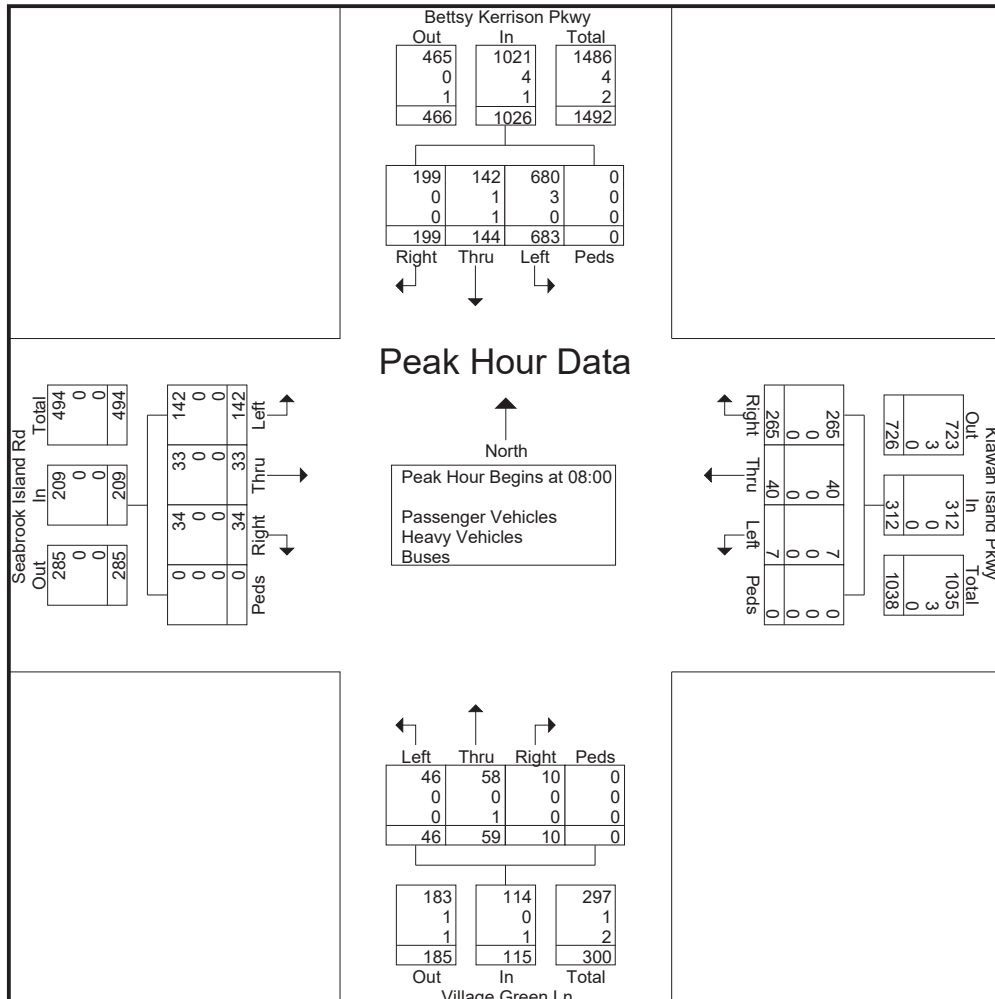 Bettsy Kerrison Pkwy
Out In Total
465 1021 1486
0 4 4
1 1 2
466 1026 1492
199 142 680 0
0 1 3 0
0 1 0 0
199 144 683 0
Right Thru Left Peds
Peak Hour Data
Seabrook Island Rd
Total In Out
494 209 285
0 0 0
0 0 0
494 209 285
142 33 34 0
0 0 0 0
0 0 0 0
142 33 34 0
Left Thru Right Peds
North
Peak Hour Begins at 08:00
Passenger Vehicles
Heavy Vehicles
Buses
Right Thru Left Peds
265 40 7 0
0 0 0 0
0 0 0 0
265 40 7 0
Kiawah Island Pkwy
Out In Total
723 312 1035
3 0 3
0 0 0
726 312 1038
Left Thru Right Peds
46 58 10 0
0 0 0 0
0 1 0 0
46 59 10 0
183 114 297
1 0 1
1 1 2
185 115 300
Out In Total
Village Green Ln